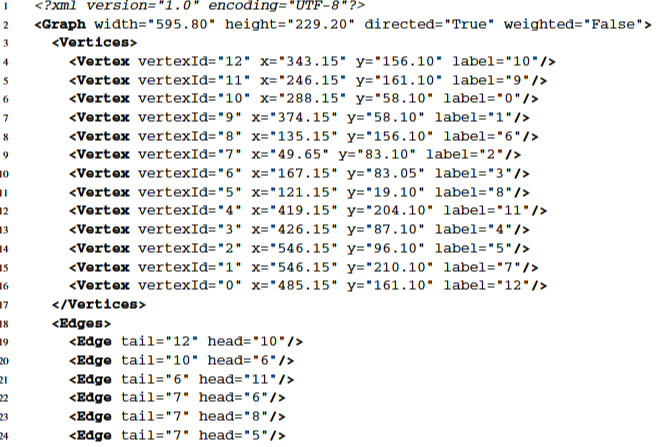 1 <?xml version="1.0" encoding="UTF-8"?>
2 <Graph width="595.80" height="229.20" directed="True" weighted="False">
3 <Vertices>
4 <Vertex vertexId="12" x="343.15" y="156.10" label="10"/>
5 <Vertex vertexId="11" x="246.15" y="161.10" label="9"/>
6 <Vertex vertexId="10" x="288.15" y="58.10" label="0"/>
7 <Vertex vertexId="9" x="374.15" y="58.10" label="1"/>
8 <Vertex vertexId="8" x="135.15" y="156.10" label="6"/>
9 <Vertex vertexId="7" x="49.65" y="83.10" label="2"/>
10 <Vertex vertexId="6" x="167.15" y="83.05" label="3"/>
11 <Vertex vertexId="5" x="121.15" y="19.10" label="8"/>
12 <Vertex vertexId="4" x="419.15" y="204.10" label="11"/>
13 <Vertex vertexId="3" x="426.15" y="87.10" label="4"/>
14 <Vertex vertexId="2" x="546.15" y="96.10" label="5"/>
15 <Vertex vertexId="1" x="546.15" y="210.10" label="7"/>
16 <Vertex vertexId="0" x="485.15" y="161.10" label="12"/>
17 </Vertices>
18 <Edges>
19 <Edge tail="12" head="10"/>
20 <Edge tail="10" head="6"/>
21 <Edge tail="6" head="11"/>
22 <Edge tail="7" head="6"/>
23 <Edge tail="7" head="8"/>
24 <Edge tail="7" head="5"/>